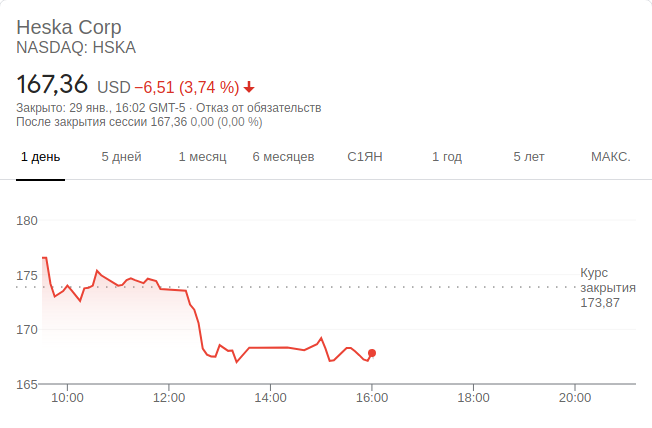 Heska Corp
NASDAQ: HSKA
167,36 USD −6,51 (3,74 %)
Закрыто: 29 янв., 16:02 GMT-5 · Отказ от обязательств
После закрытия сессии 167,36 0,00 (0,00 %)
1 день 5 дней 1 месяц 6 месяцев С1ЯН 1 год 5 лет МАКС.
180
175
170
165
Курс
закрытия
173,87
10:00 12:00 14:00 16:00 18:00 20:00